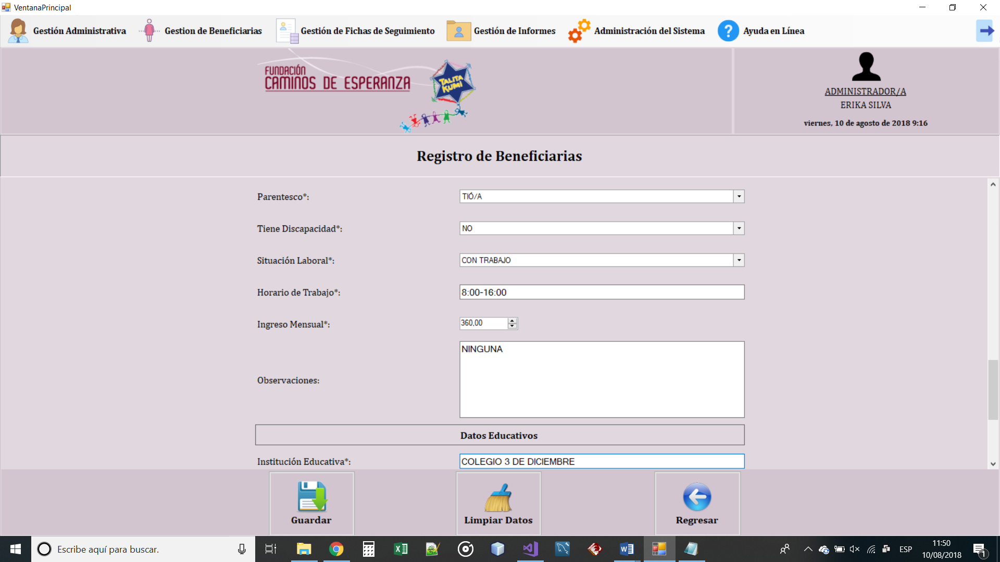 VentanaPrincipal
Gestión Administrativa
Gestion de Beneficiarias
Gestión de Fichas de Seguimiento
Gestión de Informes
Administración del Sistema
? Ayuda en Línea
FUNDACIÓN
CAMINOS DE ESPERANZA
TALITA
KUMI
ADMINISTRADOR/A
ERIKA SILVA
viernes, 10 de agosto de 2018 9:16
Registro de Beneficiarias
Parentesco*: TIÓ/A
Tiene Discapacidad*: NO
Situación Laboral*: CON TRABAJO
Horario de Trabajo*: 8:00-16:00
Ingreso Mensual*: 360,00
NINGUNA
Observaciones:
Datos Educativos
Institución Educativa*: COLEGIO 3 DE DICIEMBRE
Guardar
Limpiar Datos
Regresar
Escribe aquí para buscar.
ESP
11:50
10/08/2018
1